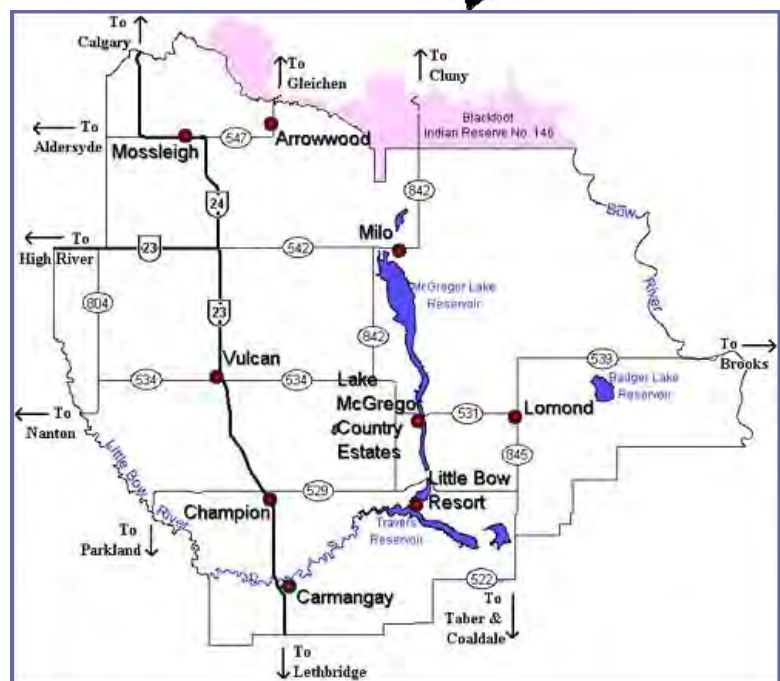 To
Calgary
To
Gleichen
To
Cluny
Blackfoot
Indian Reserve No. 146
To
Aldersyde
Mossleigh
547
Arrowwood
842
24
Bow
River
Milo
To
High River
23
542
McGregor Lake
Reservoir
804
23
842
To
Brooks
539
Vulcan
534
534
Lake
McGregor
Country
Estates
Badger Lake
Reservoir
531
Lomond
To
Nanton
845
Little Bow
River
Little Bow
Resort
529
Champion
Travers
Reservoir
To
Parkland
522
Carmangay
To
Taber &
Coaldale
To
Lethbridge